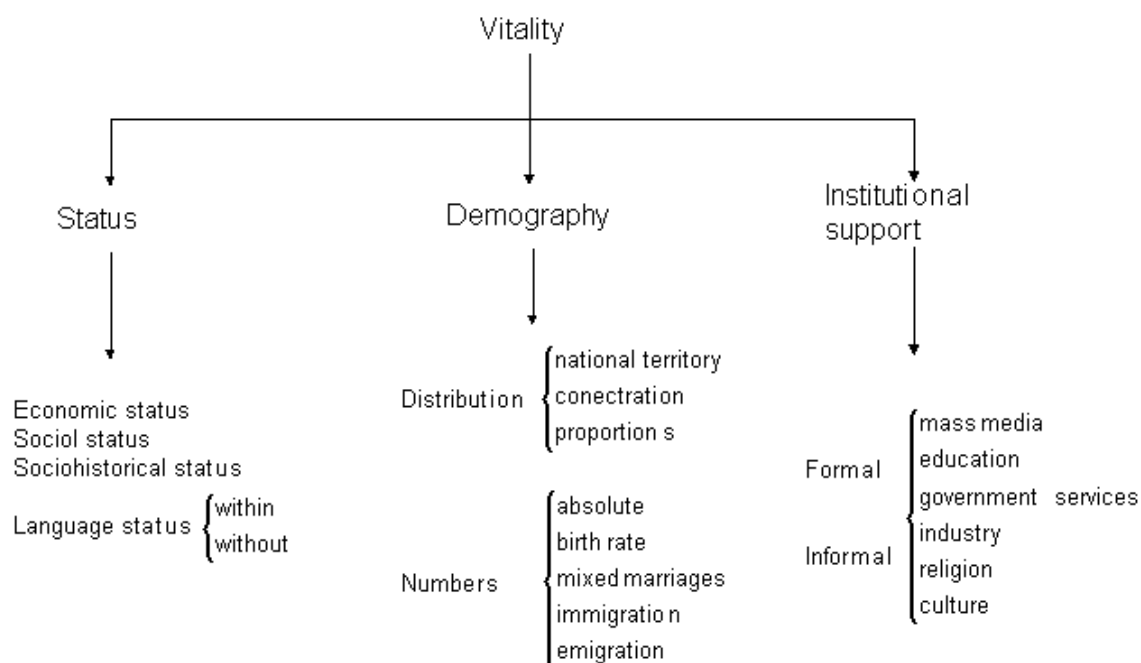 Vitality
Status
Demography
Institutional
support
Economic status
Sociol status
Sociohistorical status
Language status
within
without
Distribution
national territory
conectration
proportion s
Numbers
absolute
birth rate
mixed marriages
immigration
emigration
Formal
Informal
mass media
education
government services
industry
religion
culture